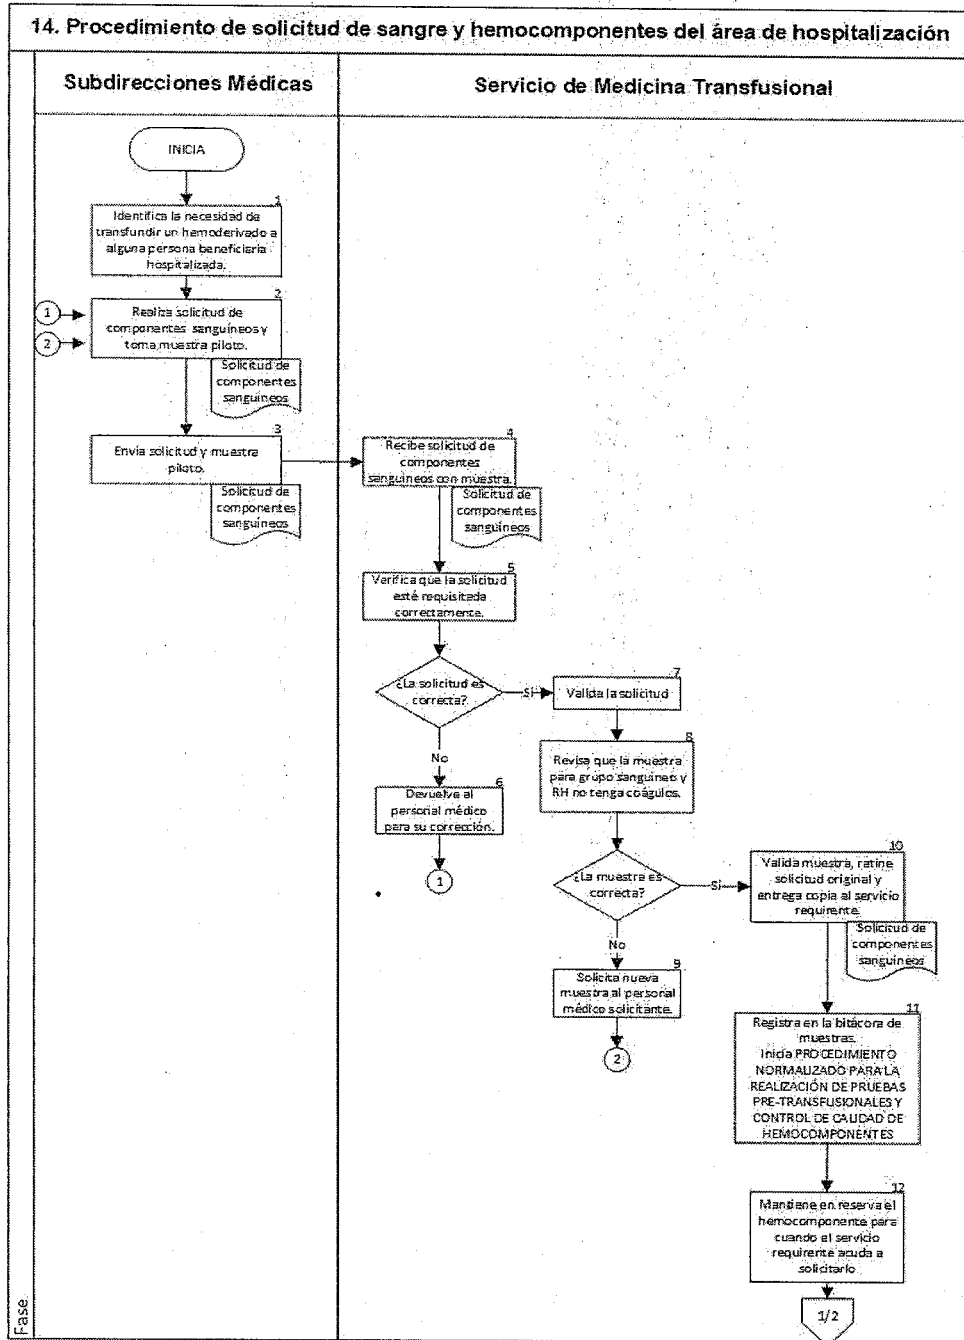 14. Procedimiento de solicitud de sangre y hemocomponentes del área de hospitalización
Subdirecciones Médicas
Servicio de Medicina Transfusional
INICIA
1
Identifica la necesidad de
transfundir un hemoderivado a
alguna persona beneficiaria
hospitalizada.
2
1
2
Realiza solicitud de
componentes sanguíneos y
toma muestra piloto.
Solicitud de
componentes
sanguíneos
3
Envía solicitud y muestra
piloto.
Solicitud de
componentes
sanguíneos
4
Recibe solicitud de
componentes
sanguíneos con muestra.
Solicitud de
componentes
sanguíneos
5
Verifica que la solicitud
esté requisitada
correctamente.
¿La solicitud es
correcta?
Si
No
6
Devuelve al
personal médico
para su corrección.
1
7
Valida la solicitud
8
Revisa que la muestra
para grupo sanguíneo y
RH no tenga coágulos.
¿La muestra es
correcta?
Si
No
9
Solicita nueva
muestra al personal
médico solicitante.
2
10
Valida muestra, retine
solicitud original y
entrega copia al servicio
requirente.
Solicitud de
componentes
sanguíneos
11
Registra en la bitácora de
muestras.
Inicia PROCEDIMIENTO
NORMALIZADO PARA LA
REALIZACIÓN DE PRUEBAS
PRE-TRANSFUSIONALES Y
CONTROL DE CALIDAD DE
HEMOCOMPONENTES
12
Mantiene en reserva el
hemocomponente para
cuando el servicio
requirente acuda a
solicitarlo
1/2
Fase